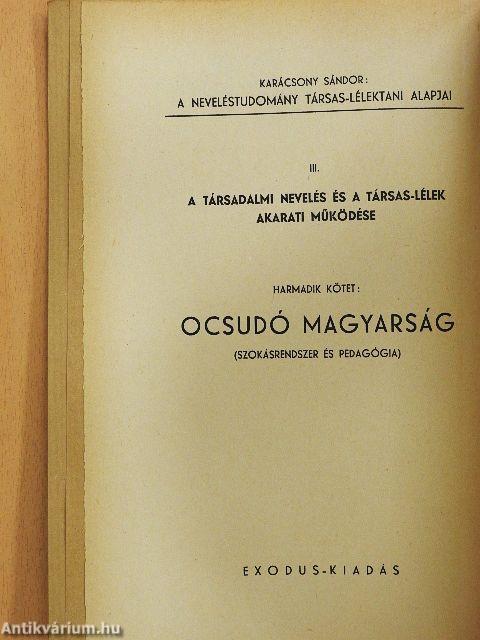 KARÁCSONY SÁNDOR:
A NEVELÉSTUDOMÁNY TÁRSAS-LÉLEKTANI ALAPJAI
III.
A TÁRSADALMI NEVELÉS ÉS A TÁRSAS-LÉLEK
AKARATI MŰKÖDÉSE
HARMADIK KÖTET:
OCSUDÓ MAGYARSÁG
(SZOKÁSRENDSZER ÉS PEDAGÓGIA)
EXODUS-KIADÁS
Antikvárium.hu